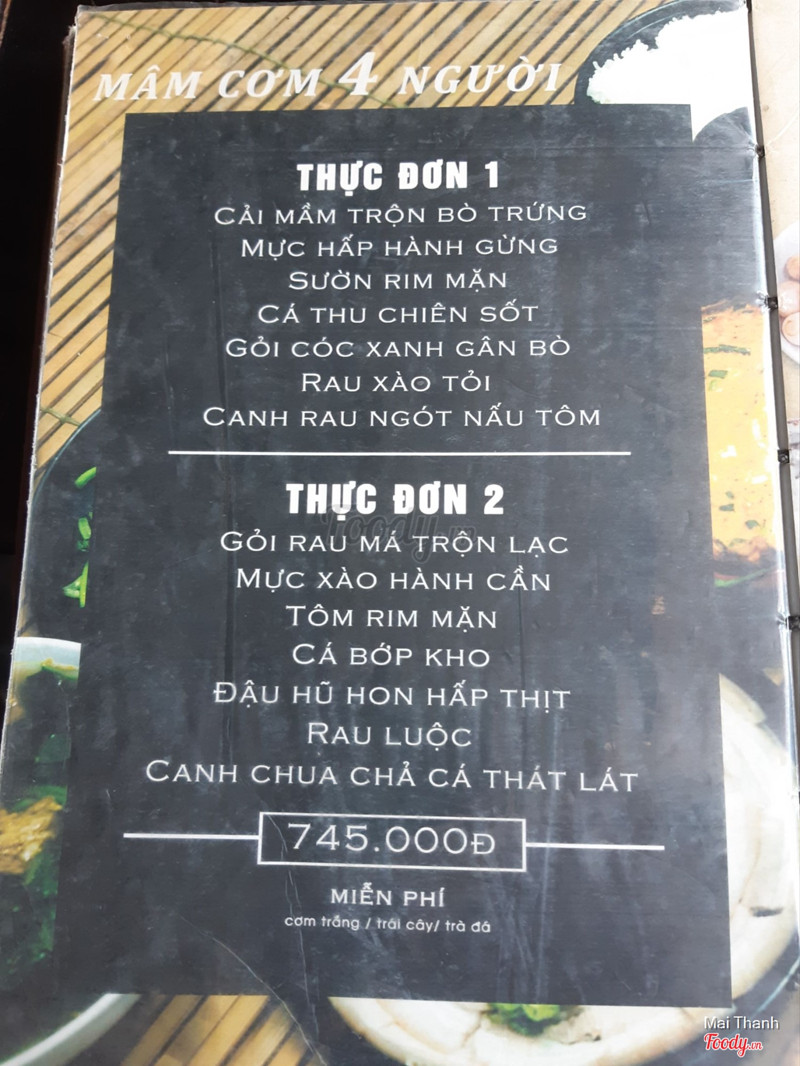 MÂM CƠM 4 NGƯỜI
THỰC ĐƠN 1
CẢI MẦM TRỘN BÒ TRỨNG
MỰC HẤP HÀNH GỪNG
SƯỜN RIM MẶN
CÁ THU CHIÊN SỐT
GỎI CÓC XANH GÂN BÒ
RAU XÀO TỎI
CANH RAU NGÓT NẤU TÔM
THỰC ĐƠN 2
GỎI RAU MÁ TRỘN LẠC
MỰC XÀO HÀNH CẦN
TÔM RIM MẶN
CÁ BỚP KHO
ĐẬU HŨ HON HẤP THỊT
RAU LUỘC
CANH CHUA CHẢ CÁ THÁT LÁT
745.000Đ
MIỄN PHÍ
cơm trắng / trái cây/ trà đá
Foody.vn
Mai Thanh
Foody.vn